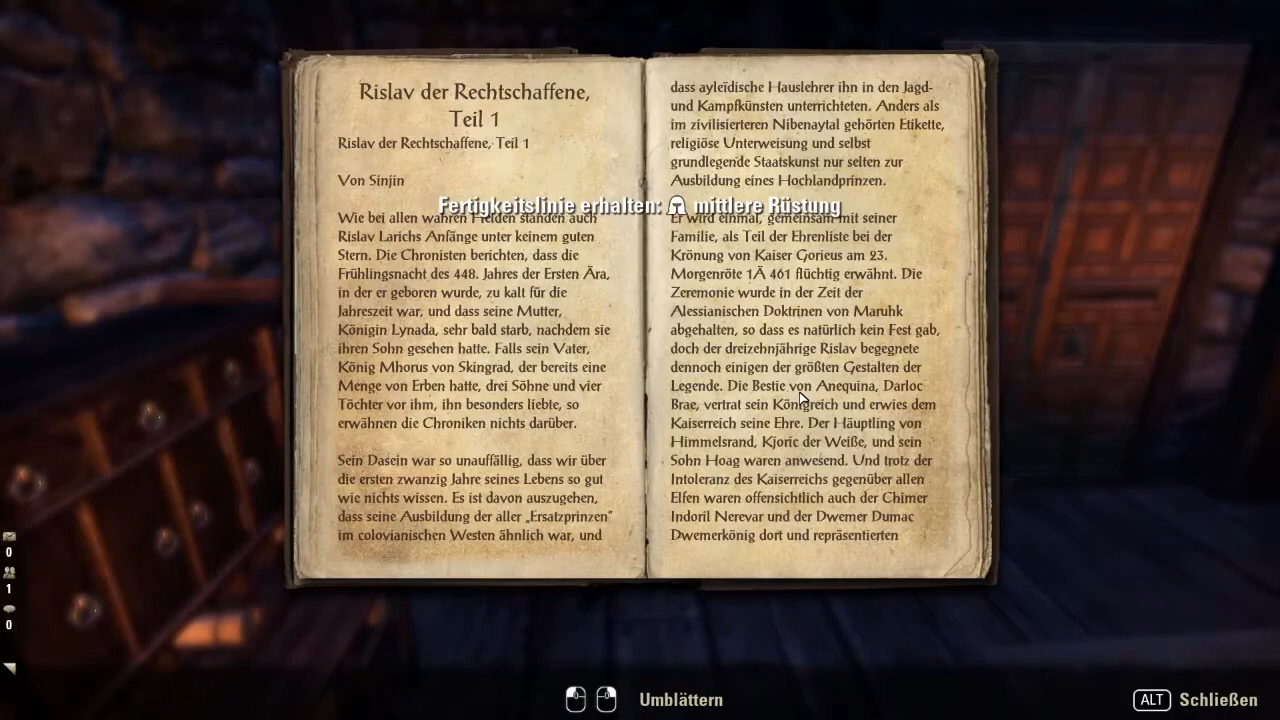 Rislav der Rechtschaffene,
Teil 1
Rislav der Rechtschaffene, Teil 1
Von Sinjin
Wie bei allen wahren Helden standen auch
Rislav Larichs Anfänge unter keinem guten
Stern. Die Chronisten berichten, dass die
Frühlingsnacht des 448. Jahres der Ersten Ära,
in der er geboren wurde, zu kalt für die
Jahreszeit war, und dass seine Mutter,
Königin Lynada, sehr bald starb, nachdem sie
ihren Sohn gesehen hatte. Falls sein Vater,
König Mhorus von Skingrad, der bereits eine
Menge von Erben hatte, drei Söhne und vier
Töchter vor ihm, ihn besonders liebte, so
erwähnen die Chroniken nichts darüber.
Sein Dasein war so unauffällig, dass wir über
die ersten zwanzig Jahre seines Lebens so gut
wie nichts wissen. Es ist davon auszugehen,
dass seine Ausbildung der aller „Ersatzprinzen"
im colovianischen Westen ähnlich war, und
dass ayleïdische Hauslehrer ihn in den Jagd-
und Kampfkünsten unterrichteten. Anders als
im zivilisierteren Nibenaytal gehörten Etikette,
religiöse Unterweisung und selbst
grundlegende Staatskunst nur selten zur
Ausbildung eines Hochlandprinzen.
Er wird einmal, gemeinsam mit seiner
Familie, als Teil der Ehrenliste bei der
Krönung von Kaiser Gorieus am 23.
Morgenröte 1Ä 461 flüchtig erwähnt. Die
Zeremonie wurde in der Zeit der
Alessianischen Doktrinen von Maruhk
abgehalten, so dass es natürlich kein Fest gab,
doch der dreizehnjährige Rislav begegnete
dennoch einigen der größten Gestalten der
Legende. Die Bestie von Anequina, Darloc
Brae, vertrat sein Königreich und erwies dem
Kaiserreich seine Ehre. Der Häuptling von
Himmelsrand, Kjoric der Weiße, und sein
Sohn Hoag waren anwesend. Und trotz der
Intoleranz des Kaiserreichs gegenüber allen
Elfen waren offensichtlich auch der Chimer
Indoril Nerevar und der Dwemer Dumac
Dwemerkönig dort und repräsentierten
Fertigkeitslinie erhalten: mittlere Rüstung
0
1
0
Umblättern
ALT Schließen